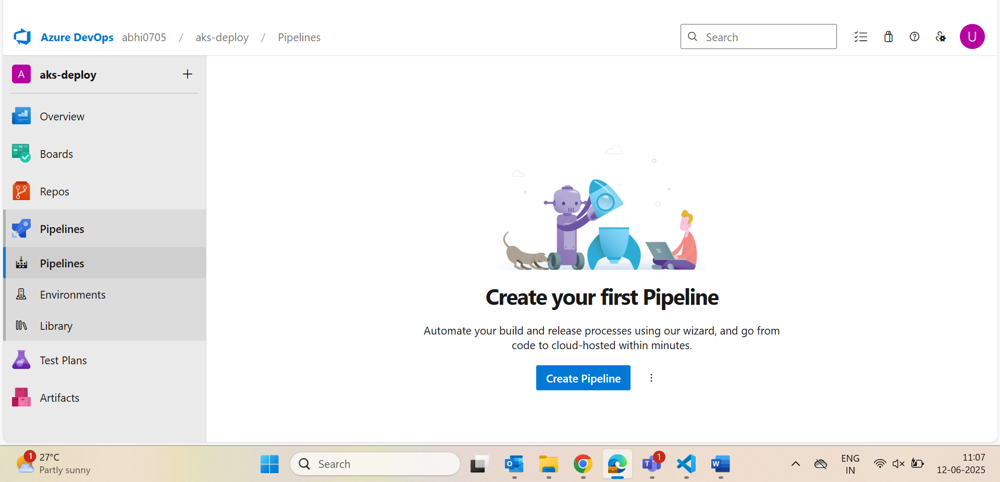 Azure DevOps abhi0705 / aks-deploy / Pipelines
Search
U
A aks-deploy
Overview
Boards
Repos
Pipelines
Pipelines
Environments
Library
Test Plans
Artifacts
Create your first Pipeline
Automate your build and release processes using our wizard, and go from
code to cloud-hosted within minutes.
Create Pipeline
1
27°C
Partly sunny
Search
1
ENG
IN
11:07
12-06-2025